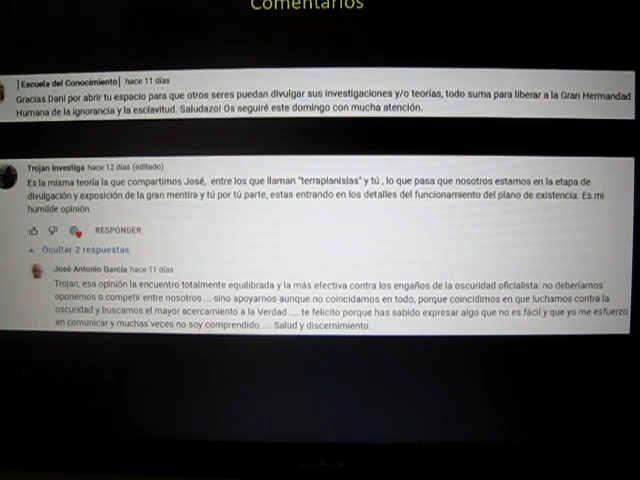 Comentarios
|Escuela del Conocimiento| hace 11 días
Gracias Dani por abrir tu espacio para que otros seres puedan divulgar sus investigaciones y/o teorías, todo suma para liberar a la Gran Hermandad
Humana de la ignorancia y la esclavitud. Saludazo! Os seguiré este domingo con mucha atención.
Trojan Investiga hace 12 días (editado)
Es la misma teoría la que compartimos José, entre los que llaman "terraplanistas" y tú , lo que pasa que nosotros estamos en la etapa de
divulgación y exposición de la gran mentira y tú por tú parte, estas entrando en los detalles del funcionamiento del plano de existencia. Es mi
humilde opinión.
RESPONDER
Ocultar 2 respuestas
José Antonio García hace 11 días
Trojan, esa opinión la encuentro totalmente equilibrada y la más efectiva contra los engaños de la oscuridad oficialista: no deberíamos
oponernos o competir entre nosotros .... sino apoyarnos aunque no coincidamos en todo, porque coincidimos en que luchamos contra la
oscuridad y buscamos el mayor acercamiento a la Verdad .... te felicito porque has sabido expresar algo que no es fácil y que yo me esfuerzo
en comunicar y muchas veces no soy comprendido .... Salud y discernimiento.